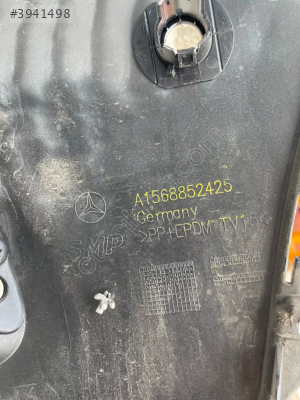 #3941498
A1568852425
Germany
SMP >PP+EPDM-TV15<